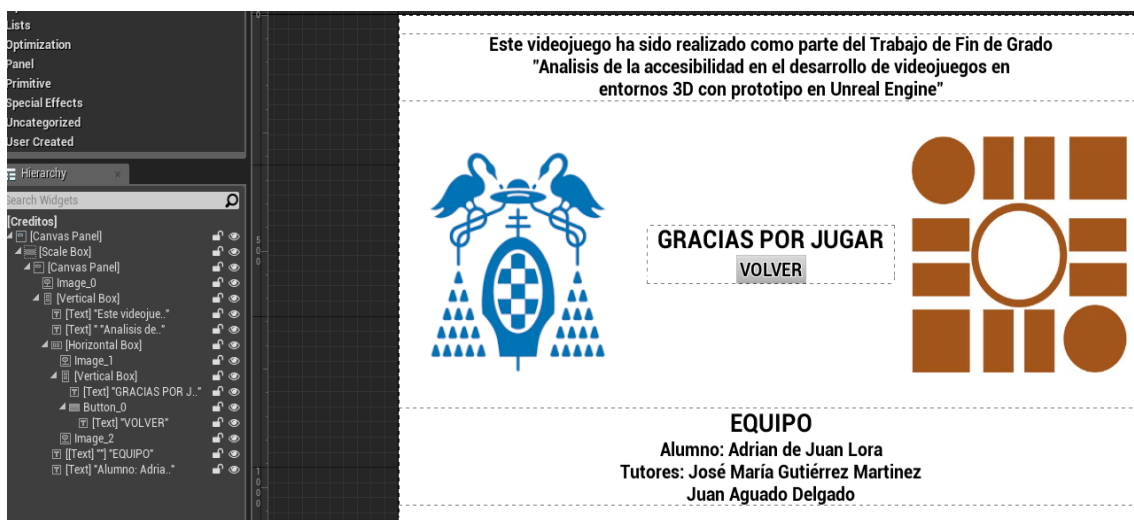 Lists
Optimization
Panel
Primitive
Special Effects
Uncategorized
User Created
Hierarchy
Search Widgets
[Creditos]
[Canvas Panel]
[Scale Box]
[Canvas Panel]
Image_0
[Vertical Box]
[Text] "Este videojue.."
[Text] " "Analisis de.."
[Horizontal Box]
Image_1
[Vertical Box]
[Text] "GRACIAS POR J.."
Button_0
[Text] "VOLVER"
Image_2
[[Text] ""] "EQUIPO"
[Text] "Alumno: Adria.."
0
500
1000
Este videojuego ha sido realizado como parte del Trabajo de Fin de Grado
"Analisis de la accesibilidad en el desarrollo de videojuegos en
entornos 3D con prototipo en Unreal Engine"
GRACIAS POR JUGAR
VOLVER
EQUIPO
Alumno: Adrian de Juan Lora
Tutores: José María Gutiérrez Martinez
Juan Aguado Delgado